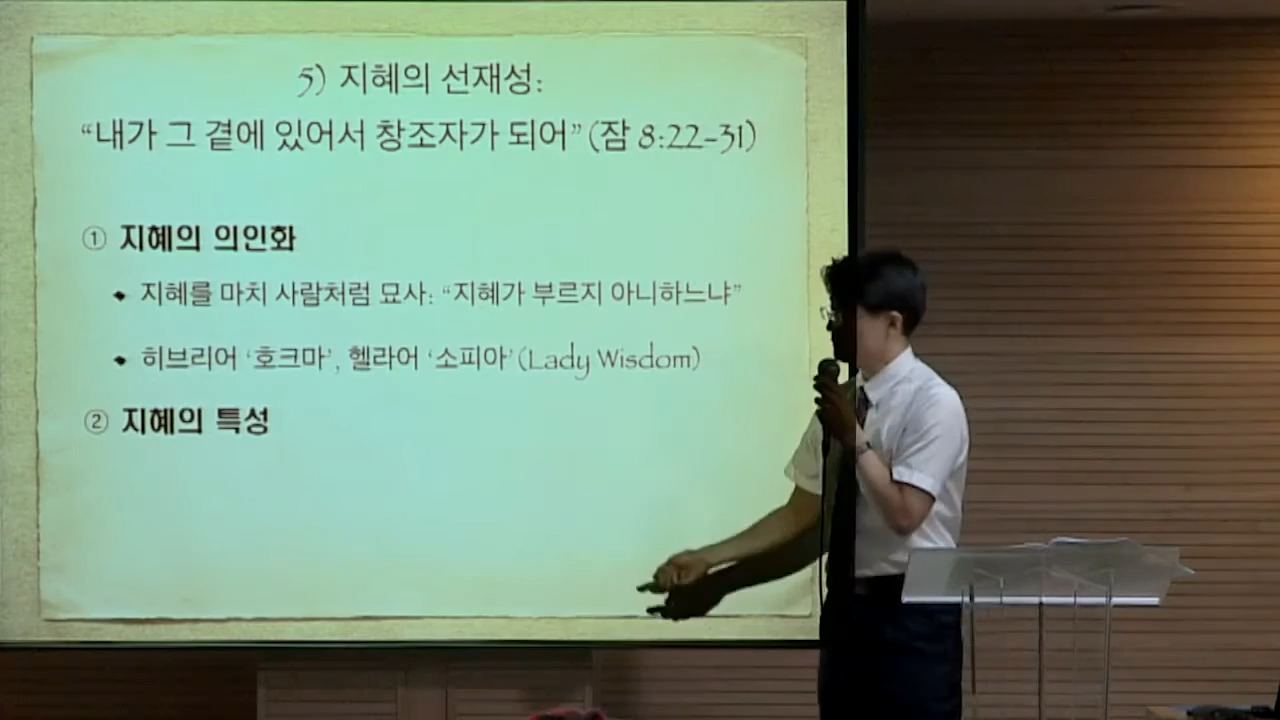 5) 지혜의 선재성:
“내가 그 곁에 있어서 창조자가 되어” (잠 8:22-31)
① 지혜의 의인화
◆ 지혜를 마치 사람처럼 묘사: “지혜가 부르지 아니하느냐”
◆ 히브리어 ‘호크마’, 헬라어 ‘소피아’ (Lady Wisdom)
② 지혜의 특성